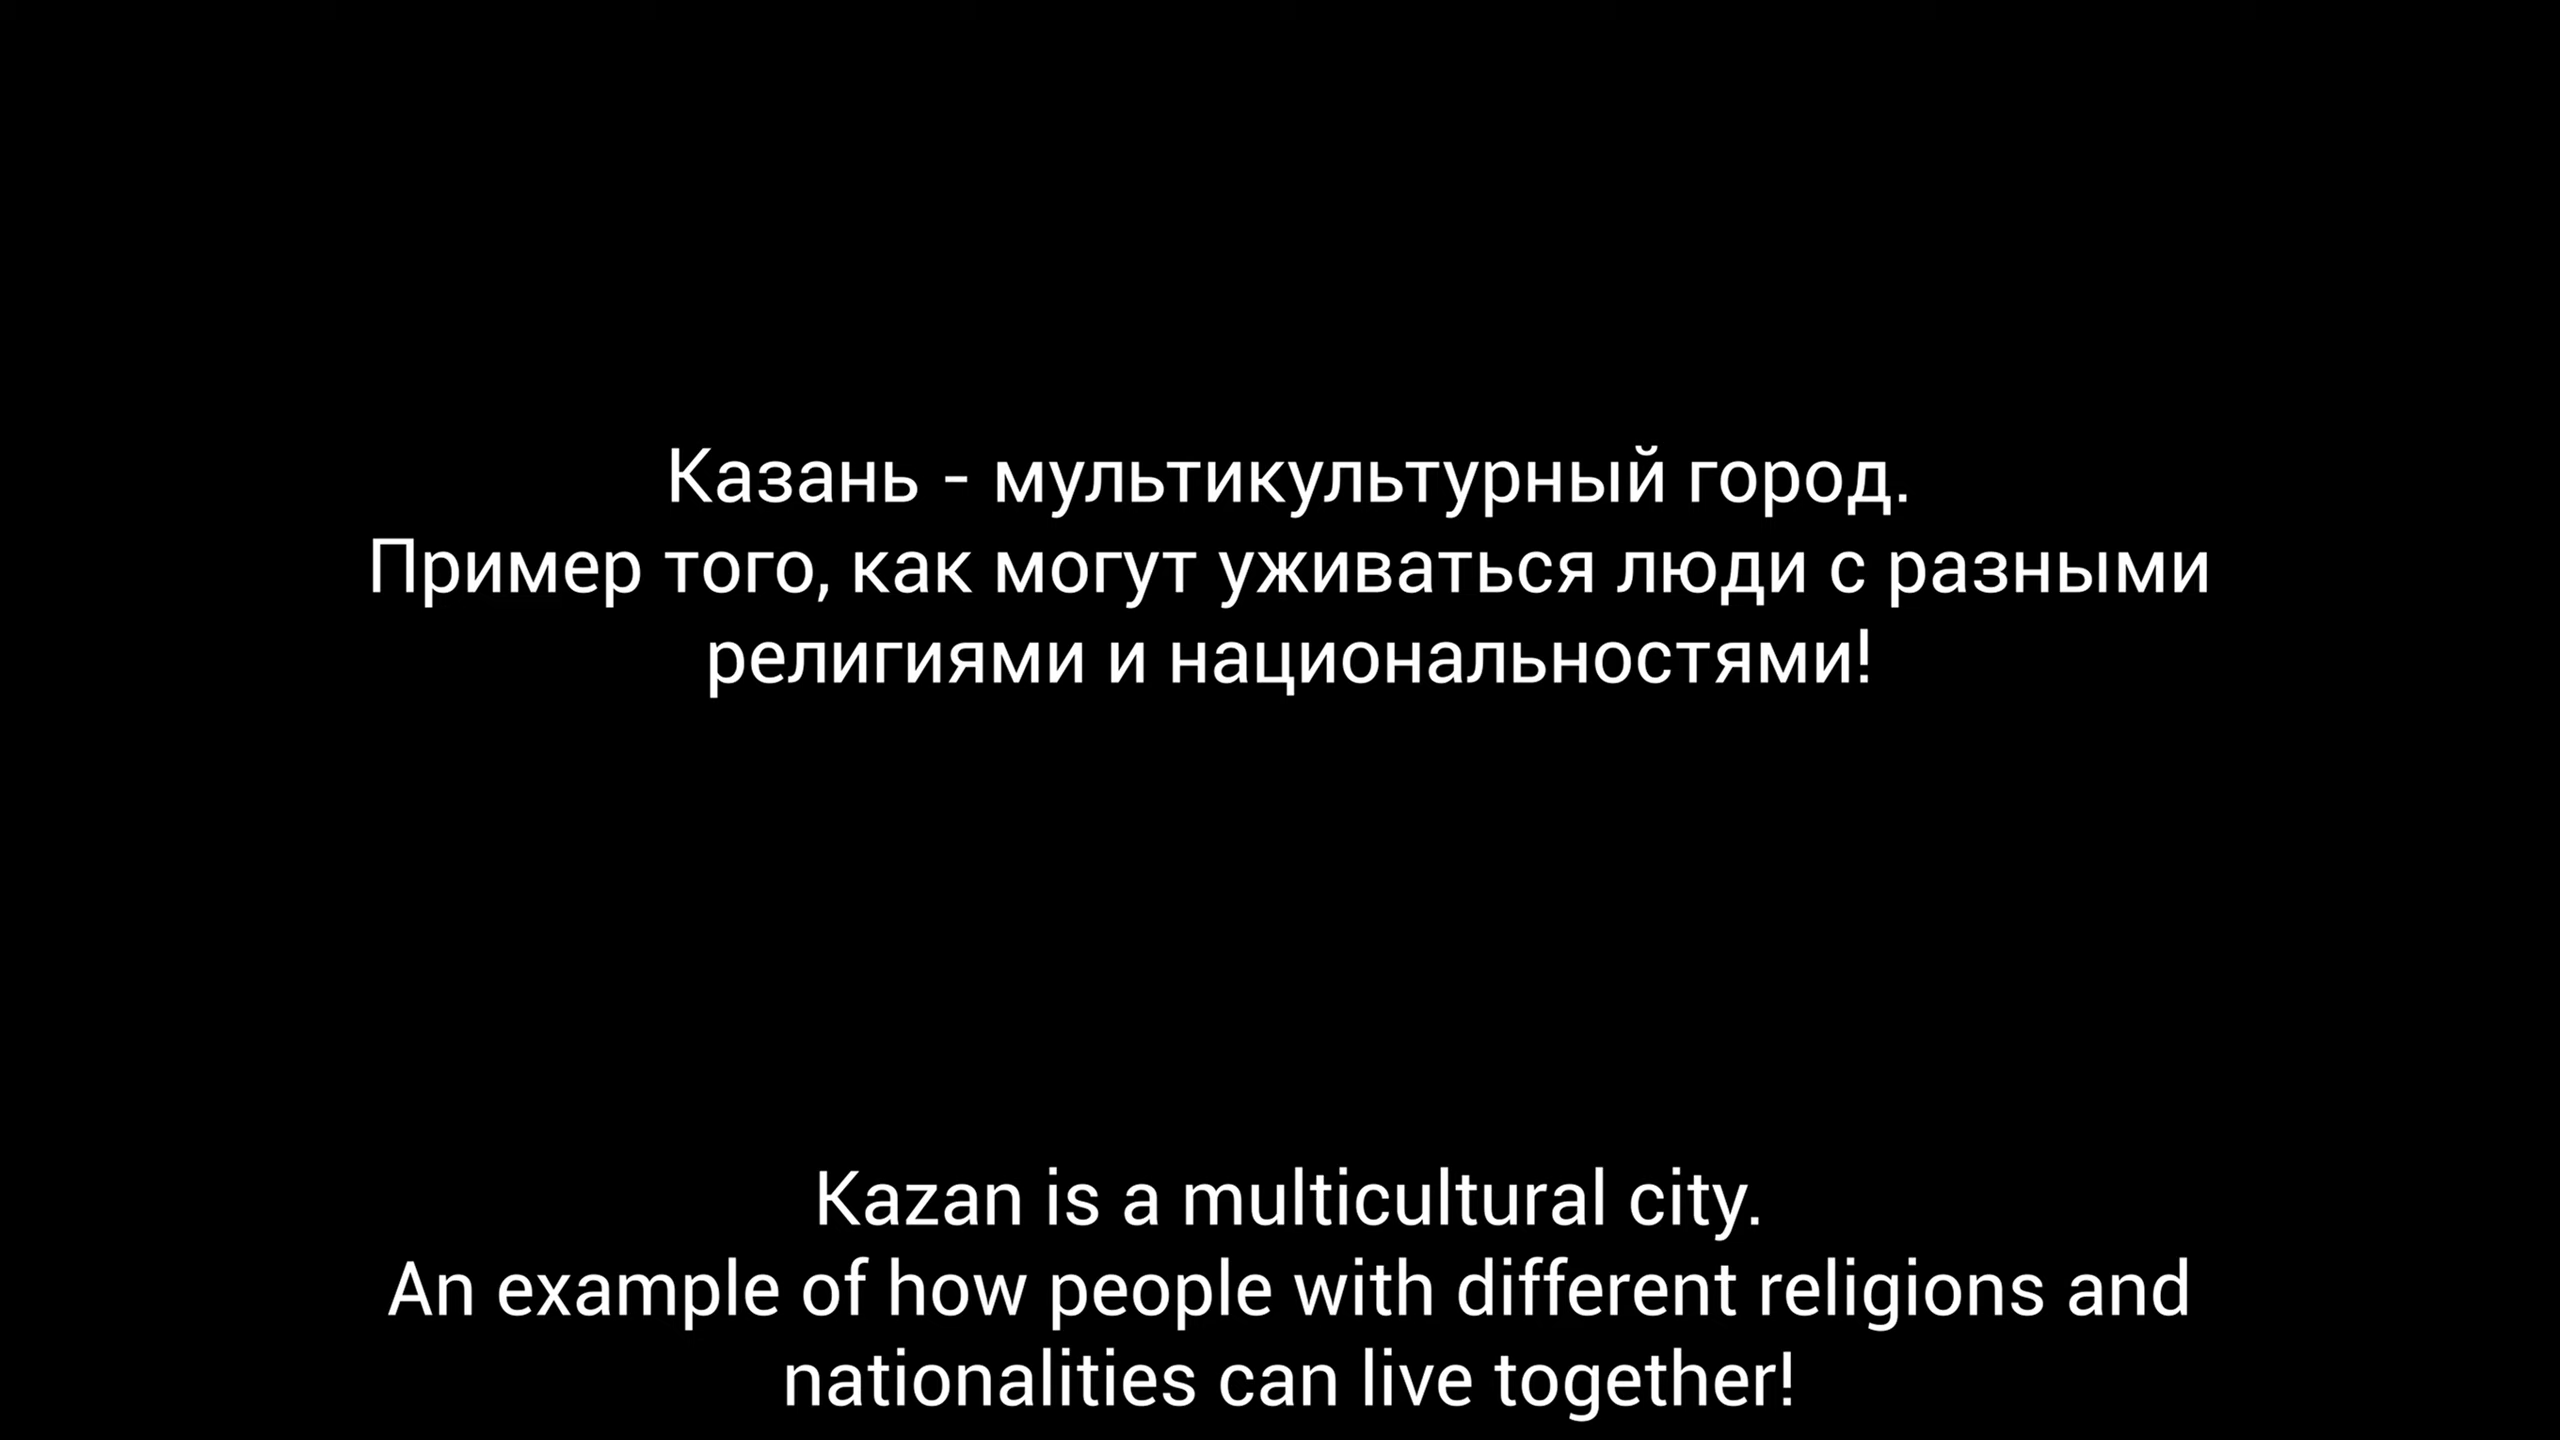 Казань - мультикультурный город.
Пример того, как могут уживаться люди с разными
религиями и национальностями!
Kazan is a multicultural city.
An example of how people with different religions and
nationalities can live together!